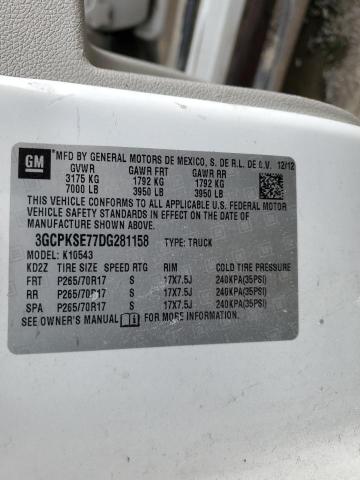 GM *MFD BY GENERAL MOTORS DE MEXICO, S. DE R.L. DE C.V. 12/12
GVWR GAWR FRT GAWR RR
3175 KG 1792 KG 1792 KG
7000 LB 3950 LB 3950 LB
THIS VEHICLE CONFORMS TO ALL APPLICABLE U.S. FEDERAL MOTOR
VEHICLE SAFETY STANDARDS IN EFFECT ON THE DATE OF
MANUFACTURE SHOWN ABOVE.
3GCPKSE77DG281158 TYPE: TRUCK
MODEL: K10543
KD2Z TIRE SIZE SPEED RTG RIM COLD TIRE PRESSURE
FRT P265/70R17 S 17X7.5J 240KPA(35PSI)
RR P265/70R17 S 17X7.5J 240KPA(35PSI)
SPA P265/70R17 S 17X7.5J 240KPA(35PSI)
SEE OWNER'S MANUAL FOR MORE INFORMATION.